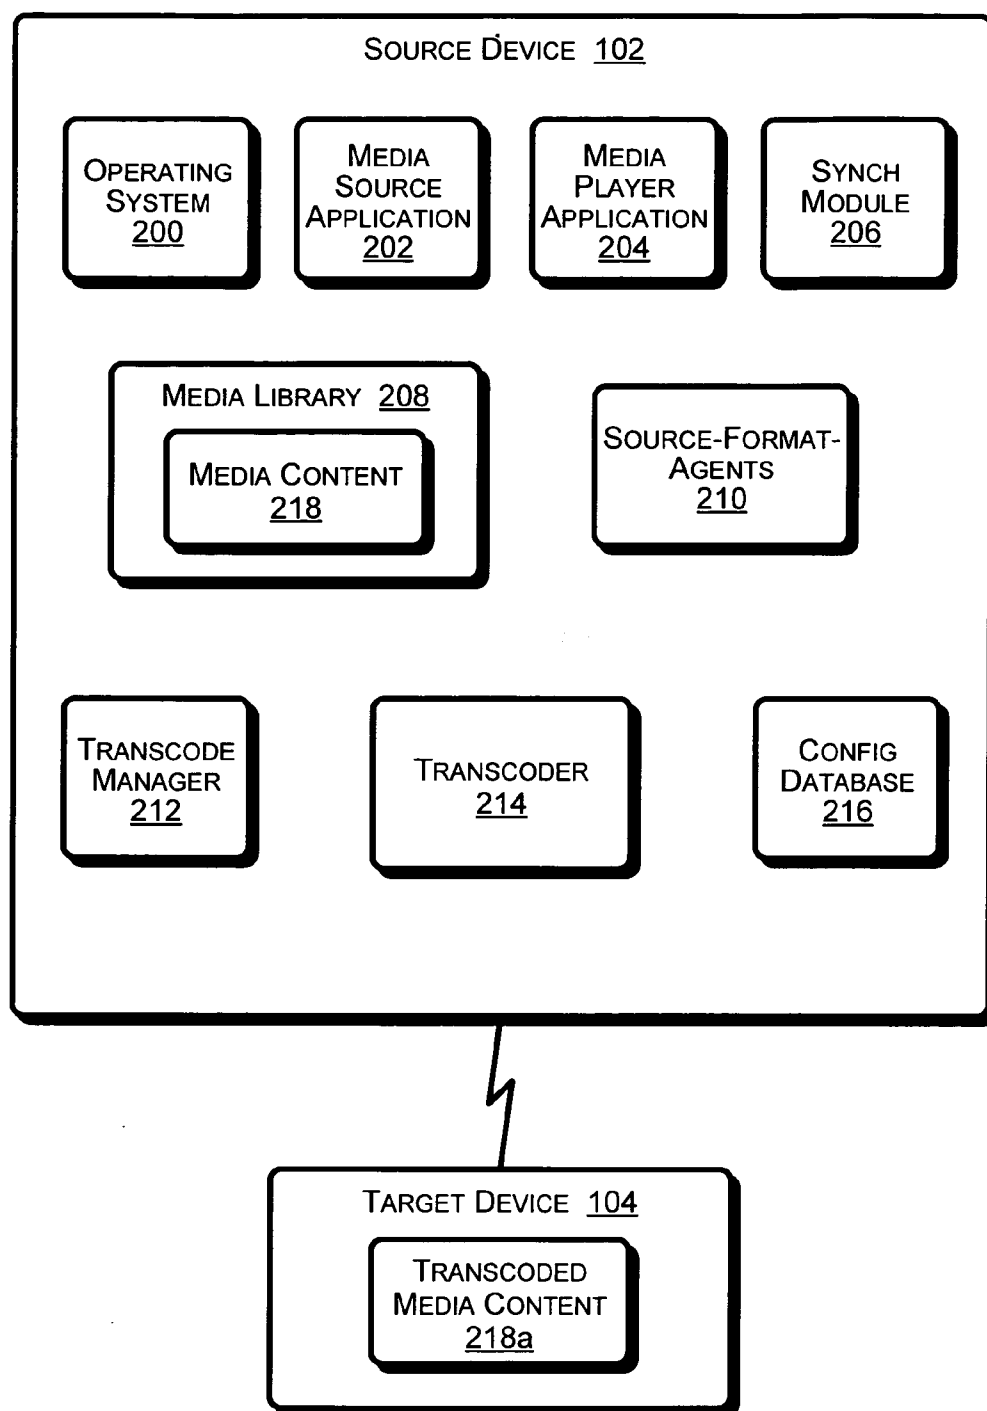 SOURCE DEVICE 102
OPERATING
SYSTEM
200
MEDIA
SOURCE
APPLICATION
202
MEDIA
PLAYER
APPLICATION
204
SYNCH
MODULE
206
MEDIA LIBRARY 208
MEDIA CONTENT
218
SOURCE-FORMAT-
AGENTS
210
TRANSCODE
MANAGER
212
TRANSCODER
214
CONFIG
DATABASE
216
TARGET DEVICE 104
TRANSCODED
MEDIA CONTENT
218a